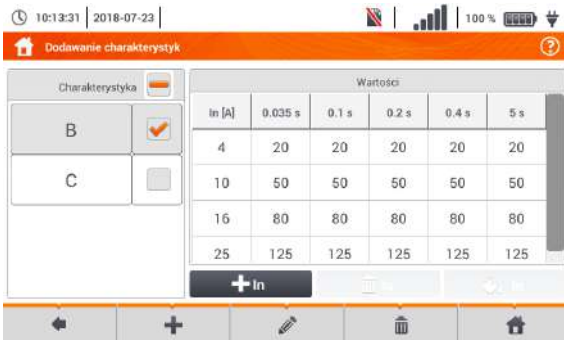 10:13:31 2018-07-23 100 %
Dodawanie charakterystyk ?
Charakterystyka Wartości
In [A] 0.035 s 0.1 s 0.2 s 0.4 s 5 s
B
4 20 20 20 20 20
C
10 50 50 50 50 50
16 80 80 80 80 80
25 125 125 125 125 125
In